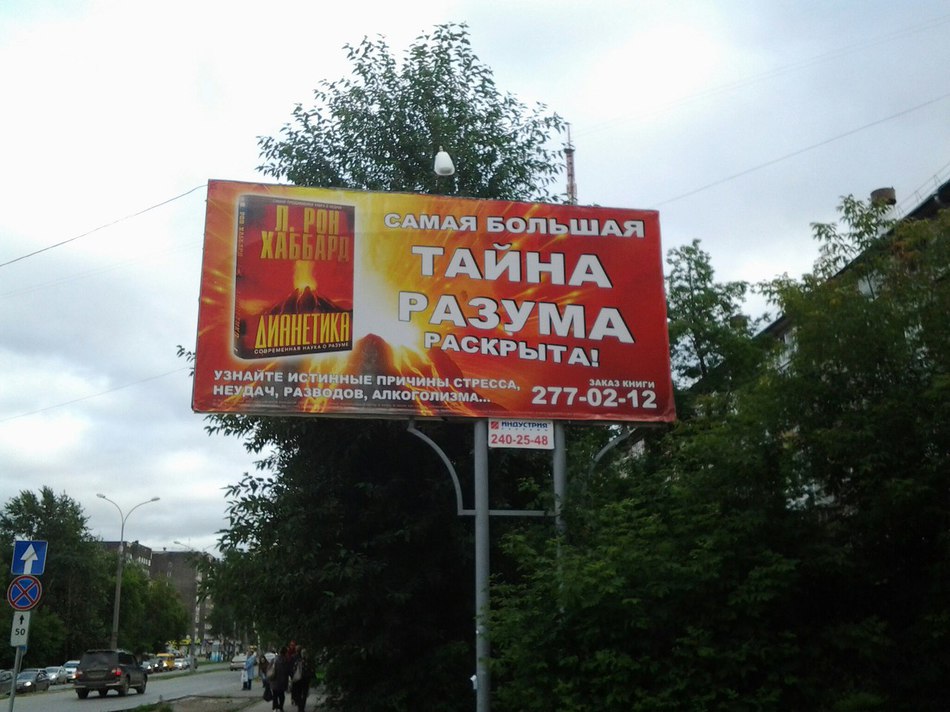 Л. РОН
ХАББАРД
ДИАНЕТИКА
СОВРЕМЕННАЯ НАУКА О РАЗУМЕ
САМАЯ БОЛЬШАЯ
ТАЙНА
РАЗУМА
РАСКРЫТА!
УЗНАЙТЕ ИСТИННЫЕ ПРИЧИНЫ СТРЕССА,
НЕУДАЧ, РАЗВОДОВ, АЛКОГОЛИЗМА...
ЗАКАЗ КНИГИ
277-02-12
ИНДУСТРИЯ
240-25-48
50